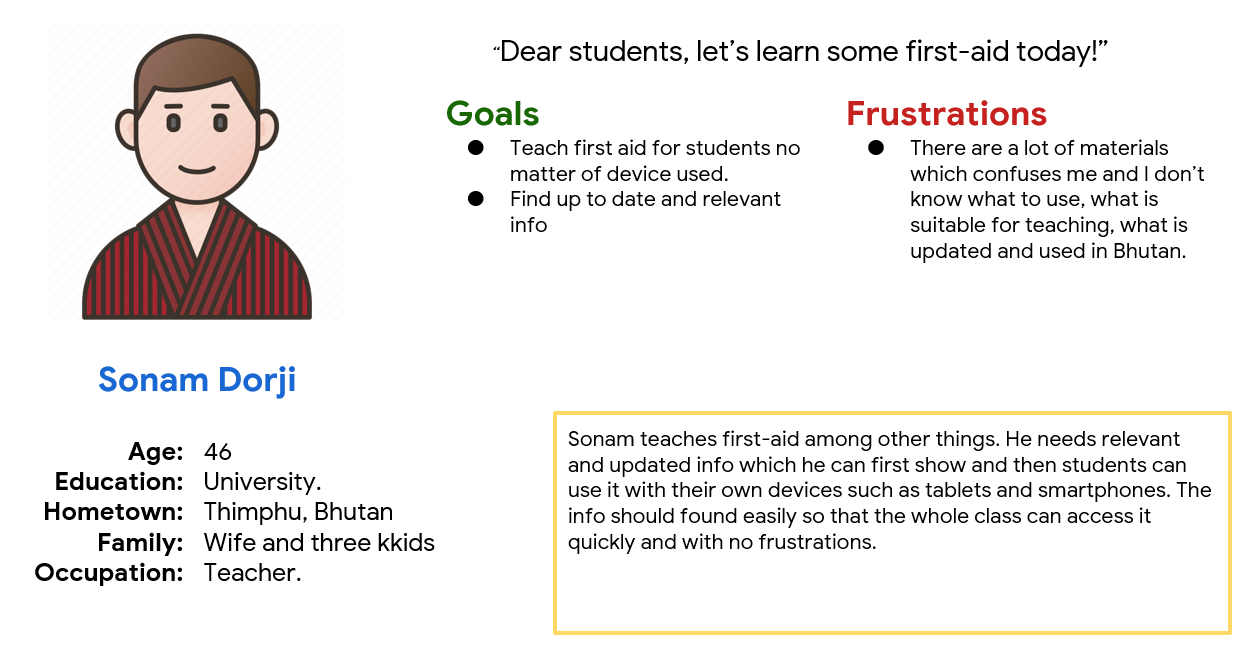 “Dear students, let’s learn some first-aid today!”
Goals
● Teach first aid for students no
matter of device used.
● Find up to date and relevant
info
Frustrations
● There are a lot of materials
which confuses me and I don’t
know what to use, what is
suitable for teaching, what is
updated and used in Bhutan.
Sonam Dorji
Age: 46
Education: University.
Hometown: Thimphu, Bhutan
Family: Wife and three kkids
Occupation: Teacher.
Sonam teaches first-aid among other things. He needs relevant
and updated info which he can first show and then students can
use it with their own devices such as tablets and smartphones. The
info should found easily so that the whole class can access it
quickly and with no frustrations.